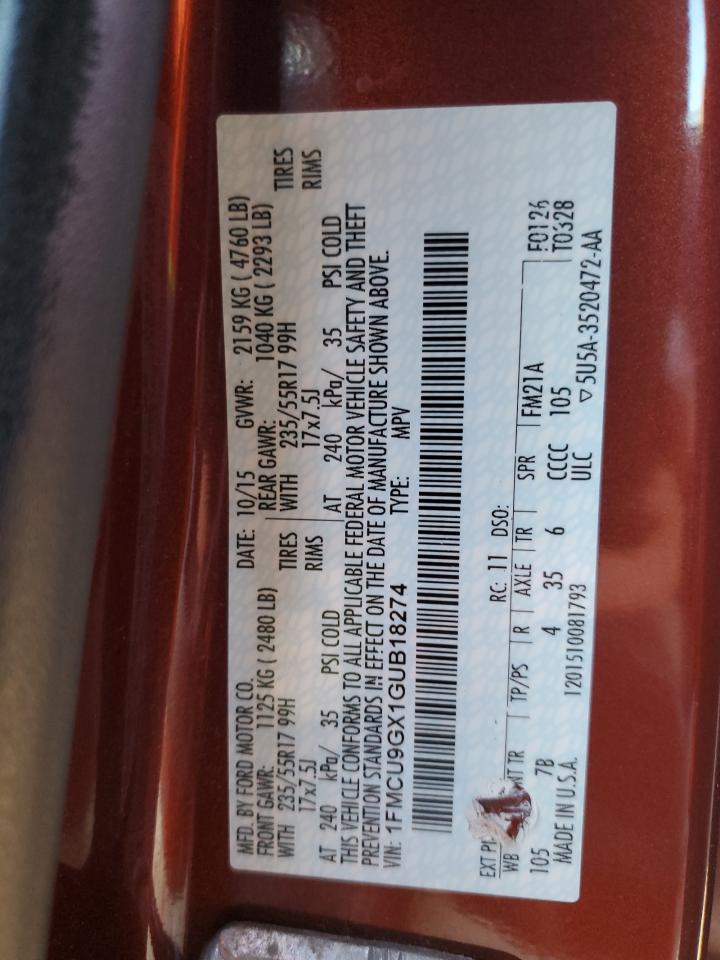 MFD. BY FORD MOTOR CO. DATE: 10/15 GVWR: 2159 KG ( 4760 LB)
FRONT GAWR: 1125 KG ( 2480 LB) REAR GAWR: 1040 KG ( 2293 LB)
WITH 235/55R17 99H TIRES WITH 235/55R17 99H TIRES
17x7.5J RIMS 17x7.5J RIMS
AT 240 kPa/ 35 PSI COLD AT 240 kPa/ 35 PSI COLD
THIS VEHICLE CONFORMS TO ALL APPLICABLE FEDERAL MOTOR VEHICLE SAFETY AND THEFT
PREVENTION STANDARDS IN EFFECT ON THE DATE OF MANUFACTURE SHOWN ABOVE.
VIN: 1FMCU9GX1GUB18274 TYPE: MPV
EXT RC: 11 DSO:
WB TR TP/PS R AXLE TR SPR FM21A F0126
105 7B 4 35 6 CCCC 105 T0328
MADE IN U.S.A. 1201510081793 ULC ▽5U5A-3520472-AA